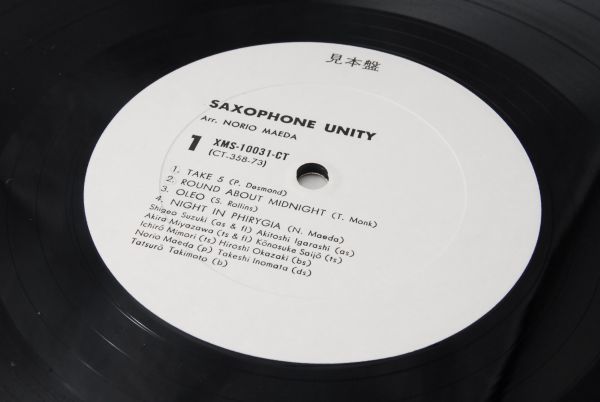 見本盤
SAXOPHONE UNITY
Arr. NORIO MAEDA
1 XMS-10031-CT
(CT-358-73)
1. TAKE 5 (P. Desmond)
2. ROUND ABOUT MIDNIGHT (T. Monk)
3. OLEO (S. Rollins)
4. NIGHT IN PHRYGIA (N. Maeda)
Shigeo Suzuki (as & fl) Akitoshi Igarashi (as)
Akira Miyazawa (ts & fl) Kōnosuke Saijō (ts)
Ichirō Mimori (ts) Hiroshi Okazaki (bs)
Norio Maeda (p) Takeshi Inomata (ds)
Tatsurō Takimoto (b)